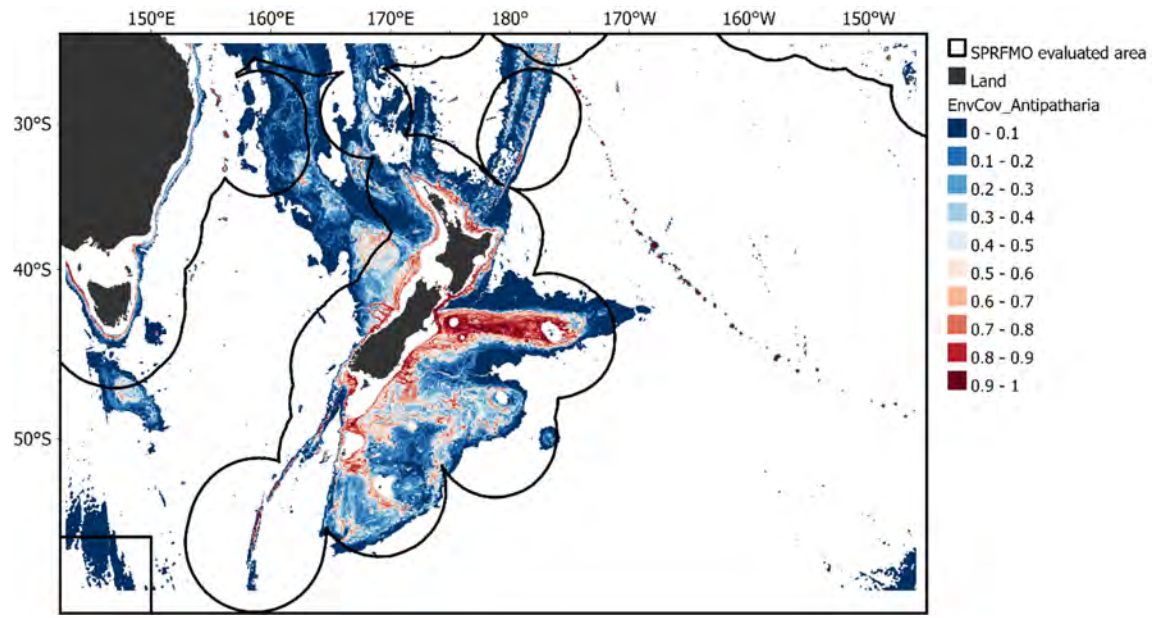 150°E 160°E 170°E 180° 170°W 160°W 150°W
30°S
40°S
50°S
SPRFMO evaluated area
Land
EnvCov_Antipatharia
0 - 0.1
0.1 - 0.2
0.2 - 0.3
0.3 - 0.4
0.4 - 0.5
0.5 - 0.6
0.6 - 0.7
0.7 - 0.8
0.8 - 0.9
0.9 - 1